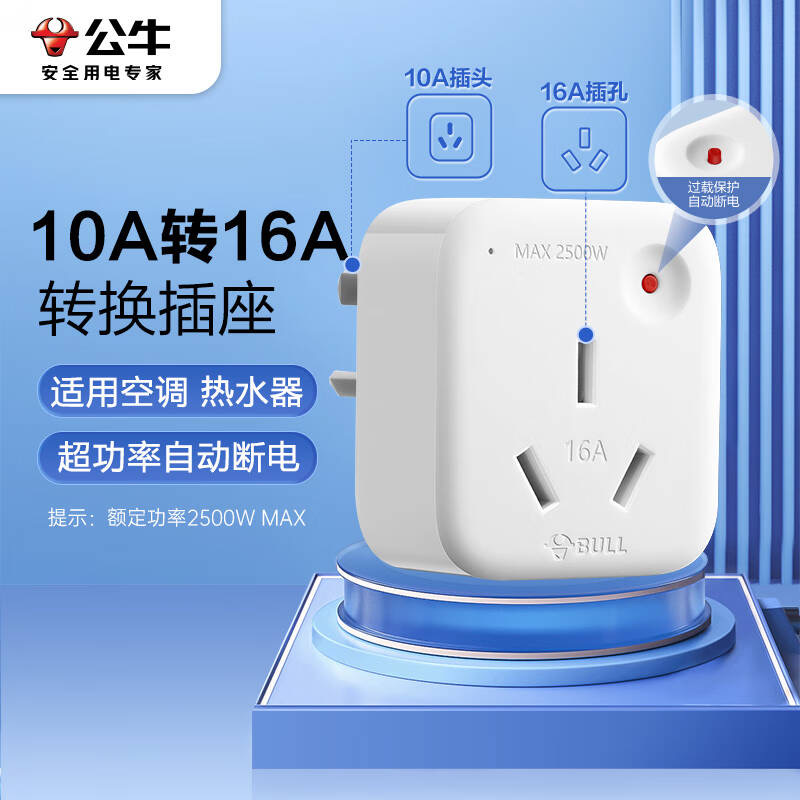 公牛
安全用电专家
10A插头
16A插孔
过载保护
自动断电
10A转16A
转换插座
适用空调 热水器
超功率自动断电
提示：额定功率2500W MAX
MAX 2500W
16A
BULL